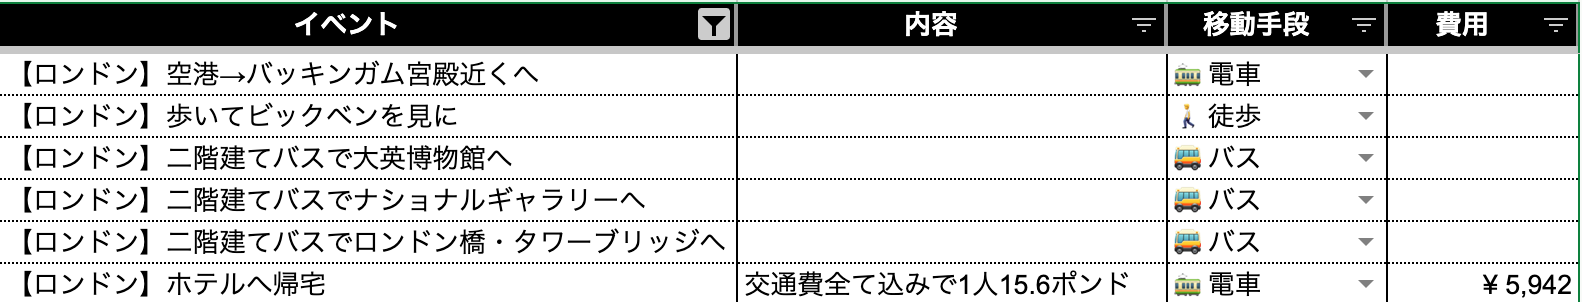 イベント 内容 移動手段 費用
【ロンドン】空港→バッキンガム宮殿近くへ 電車
【ロンドン】歩いてビックベンを見に 徒歩
【ロンドン】二階建てバスで大英博物館へ バス
【ロンドン】二階建てバスでナショナルギャラリーへ バス
【ロンドン】二階建てバスでロンドン橋・タワーブリッジへ バス
【ロンドン】ホテルへ帰宅 交通費全て込みで1人15.6ポンド 電車 ¥ 5,942